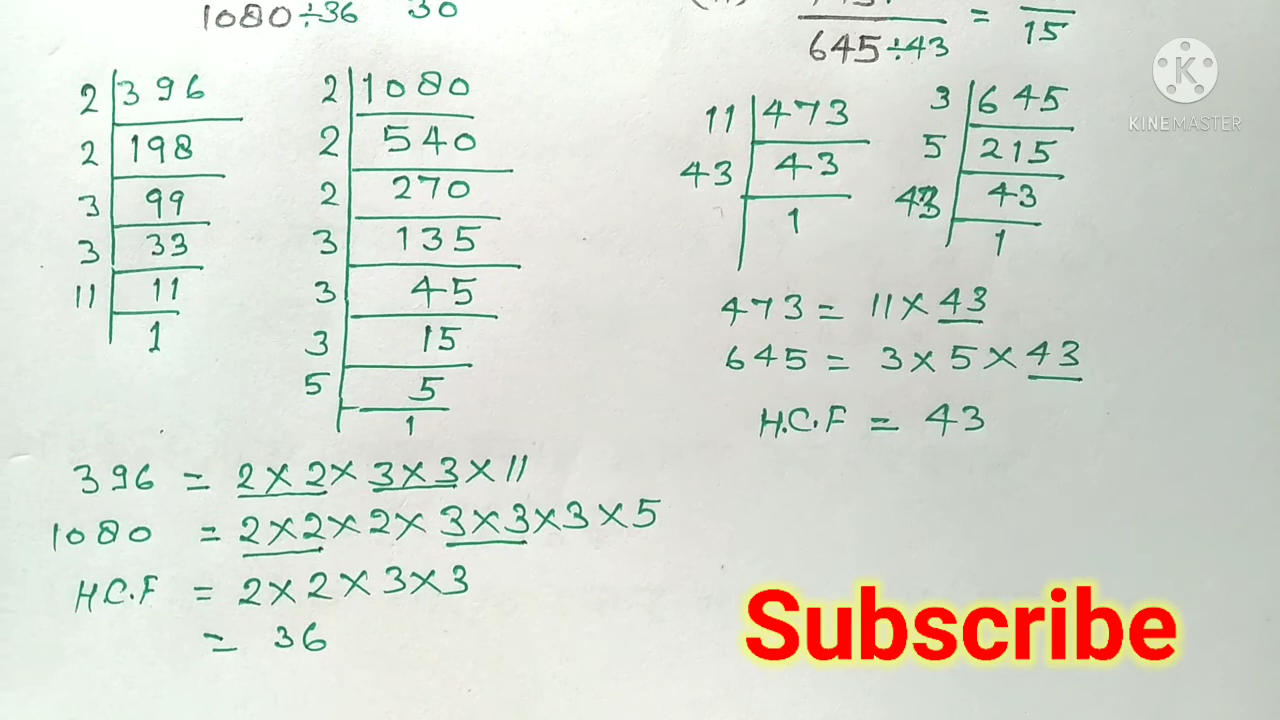 1080÷36 30
645÷43 = 15
2 | 396
2 | 198
3 | 99
3 | 33
11 | 11
1
2 | 1080
2 | 540
2 | 270
3 | 135
3 | 45
3 | 15
5 | 5
1
11 | 473
43 | 43
1
3 | 645
5 | 215
43 | 43
1
473 = 11 × 43
645 = 3 × 5 × 43
H.C.F = 43
396 = 2 × 2 × 3 × 3 × 11
1080 = 2 × 2 × 2 × 3 × 3 × 3 × 5
H.C.F = 2 × 2 × 3 × 3
= 36
K
KINEMASTER
Subscribe